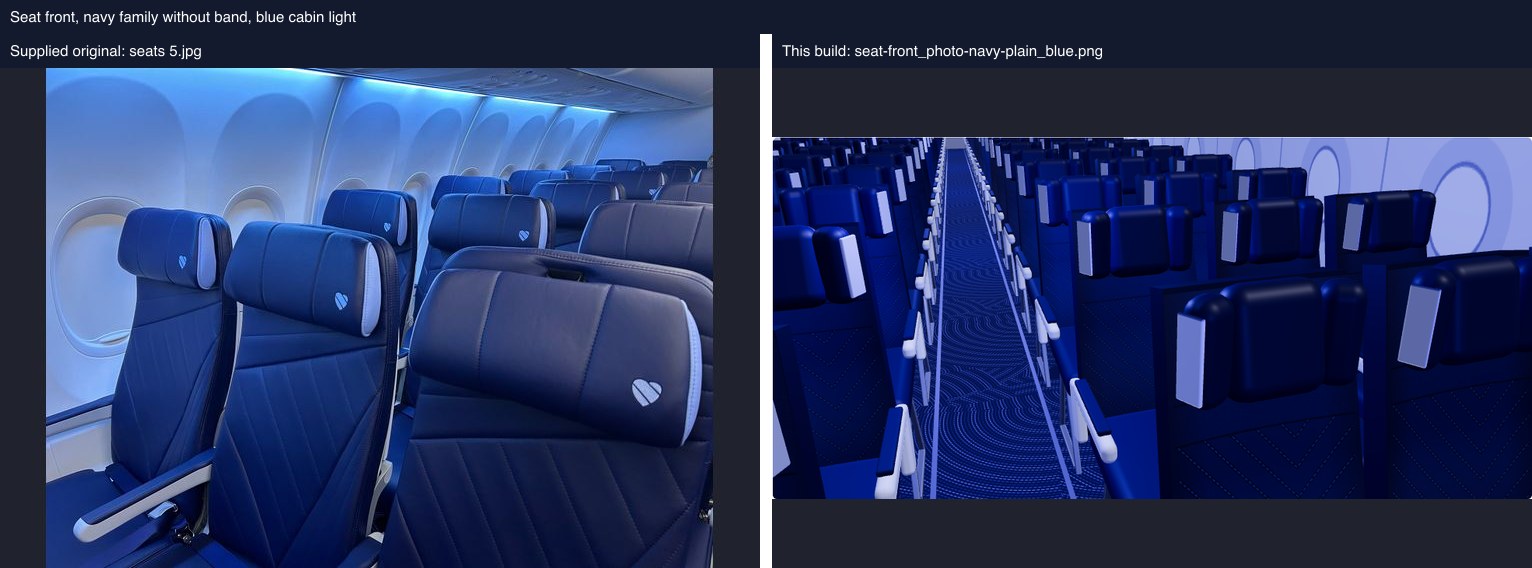 Seat front, navy family without band, blue cabin light
Supplied original: seats 5.jpg
This build: seat-front_photo-navy-plain_blue.png